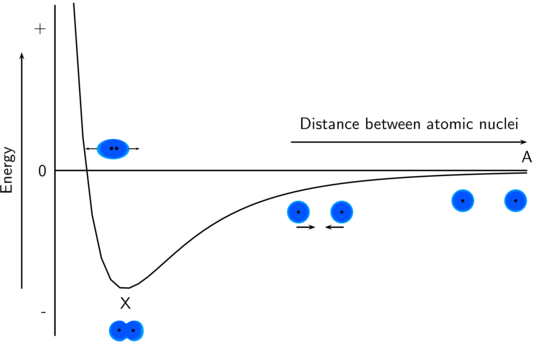 +
Distance between atomic nuclei
A
Energy
0
X
-